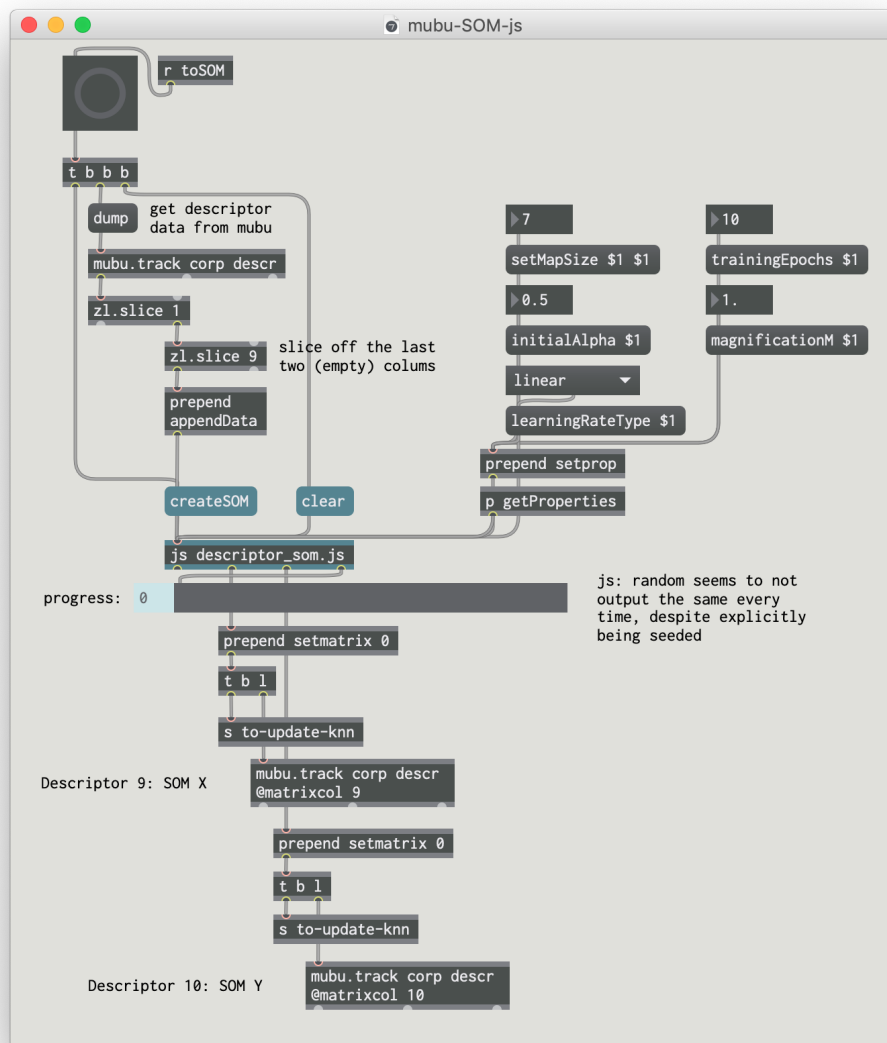 mubu-SOM-js
r toSOM
t b b b
dump
get descriptor
data from mubu
mubu.track corp descr
zl.slice 1
zl.slice 9
slice off the last
two (empty) colums
prepend
appendData
7
setMapSize $1 $1
0.5
initialAlpha $1
linear
learningRateType $1
10
trainingEpochs $1
1.
magnificationM $1
prepend setprop
p getProperties
createSOM
clear
js descriptor_som.js
progress:
0
js: random seems to not
output the same every
time, despite explicitly
being seeded
prepend setmatrix 0
t b l
s to-update-knn
Descriptor 9: SOM X
mubu.track corp descr
@matrixcol 9
prepend setmatrix 0
t b l
s to-update-knn
Descriptor 10: SOM Y
mubu.track corp descr
@matrixcol 10